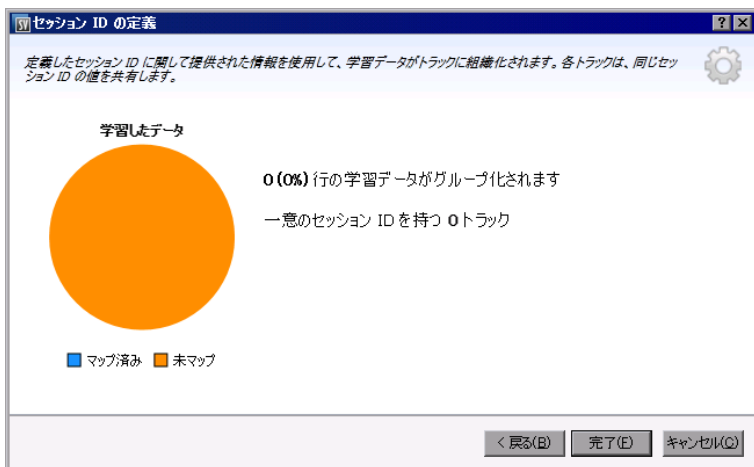 SV セッション ID の定義
定義したセッション ID に関して提供された情報を使用して、学習データがトラックに組織化されます。各トラックは、同じセッ
ション ID の値を共有します。
学習したデータ
0 (0%) 行の学習データがグループ化されます
一意のセッション ID を持つ 0 トラック
マップ済み 未マップ
< 戻る(B) 完了(F) キャンセル(C)